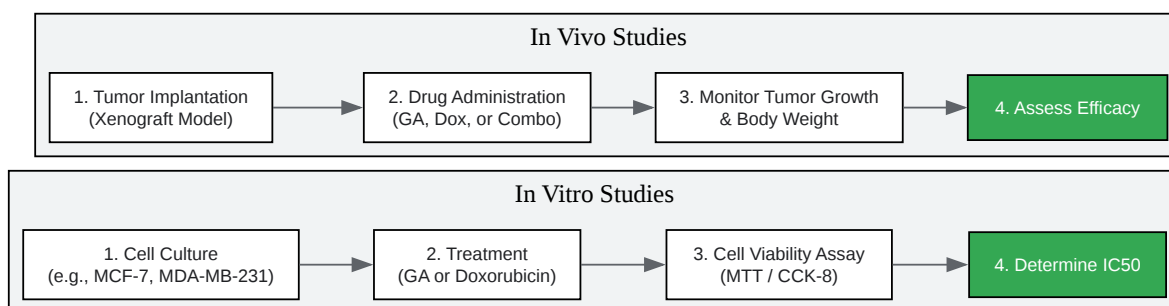 In Vivo Studies
1. Tumor Implantation
(Xenograft Model)
2. Drug Administration
(GA, Dox, or Combo)
3. Monitor Tumor Growth
& Body Weight
4. Assess Efficacy
In Vitro Studies
1. Cell Culture
(e.g., MCF-7, MDA-MB-231)
2. Treatment
(GA or Doxorubicin)
3. Cell Viability Assay
(MTT / CCK-8)
4. Determine IC50